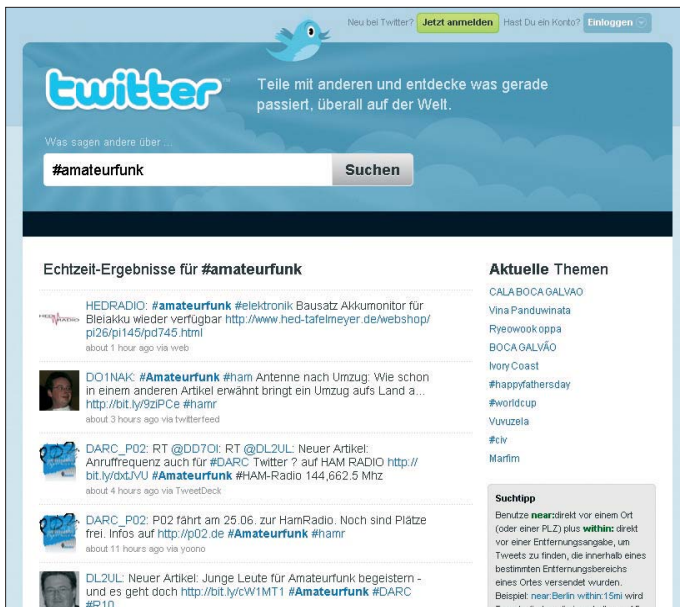 Neu bei Twitter? Jetzt anmelden Hast Du ein Konto? Einloggen
twitter
Teile mit anderen und entdecke was gerade
passiert, überall auf der Welt.
Was sagen andere über ...
#amateurfunk Suchen
Echtzeit-Ergebnisse für #amateurfunk
HEDRADIO: #amateurfunk #elektronik Bausatz Akkumonitor für
Bleiakku wieder verfügbar http://www.hed-tafelmeyer.de/webshop/
pi26/pi145/pd745.html
about 1 hour ago via web
DO1NAK: #Amateurfunk #ham Antenne nach Umzug: Wie schon
in einem anderen Artikel erwähnt bringt ein Umzug aufs Land a...
http://bit.ly/9ziPCe #hamr
about 3 hours ago via twitterfeed
DARC_P02: RT @DD7OI: RT @DL2UL: Neuer Artikel:
Anruffrequenz auch für #DARC Twitter ? auf HAM RADIO http://
bit.ly/dxtJVU #Amateurfunk #HAM-Radio 144,662.5 Mhz
about 4 hours ago via TweetDeck
DARC_P02: P02 fährt am 25.06. zur HamRadio. Noch sind Plätze
frei. Infos auf http://p02.de #Amateurfunk #hamr
about 11 hours ago via yoono
DL2UL: Neuer Artikel: Junge Leute für Amateurfunk begeistern -
und es geht doch http://bit.ly/cW1MT1 #Amateurfunk #DARC
#R10
Aktuelle Themen
CALA BOCA GALVAO
Vina Panduwinata
Ryeowook oppa
BOCA GALVÃO
Ivory Coast
#happyfathersday
#worldcup
Vuvuzela
#civ
Marfim
Suchtipp
Benutze near:direkt vor einem Ort
(oder einer PLZ) plus within: direkt
vor einer Entfernungsangabe, um
Tweets zu finden, die innerhalb eines
bestimmten Entfernungsbereichs
eines Ortes versendet wurden.
Beispiel: near:Berlin within:15mi wird